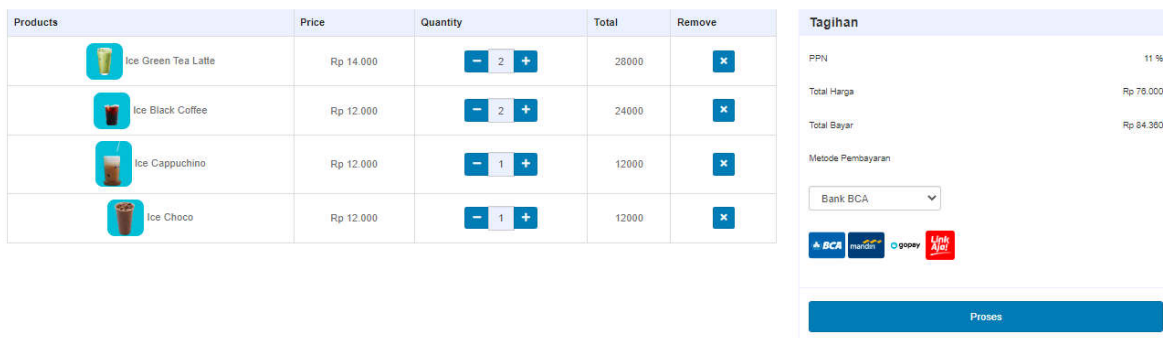 Products Price Quantity Total Remove
Ice Green Tea Latte Rp 14.000 − 2 + 28000 ×
Ice Black Coffee Rp 12.000 − 2 + 24000 ×
Ice Cappuchino Rp 12.000 − 1 + 12000 ×
Ice Choco Rp 12.000 − 1 + 12000 ×
Tagihan
PPN 11 %
Total Harga Rp 76.000
Total Bayar Rp 84.360
Metode Pembayaran
Bank BCA
BCA mandiri gopay Link Aja!
Proses